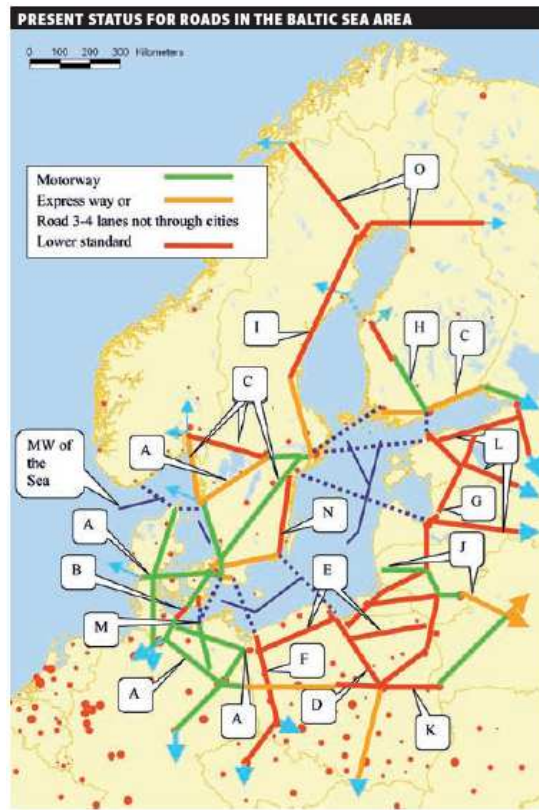 PRESENT STATUS FOR ROADS IN THE BALTIC SEA AREA
0 100 200 300 Kilometers
Motorway
Express way or
Road 3-4 lanes not through cities
Lower standard
O
I
H
C
C
A
L
MW of
the
Sea
G
N
A
J
B
E
M
F
A
A
D
K